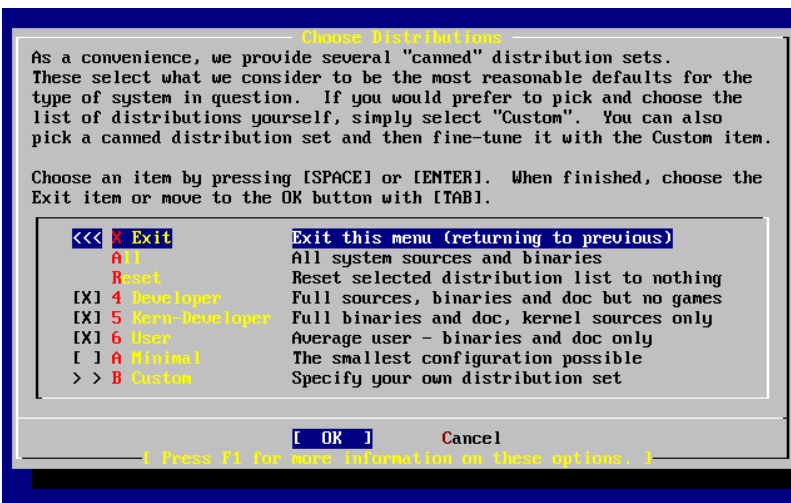 Choose Distributions
As a convenience, we provide several "canned" distribution sets.
These select what we consider to be the most reasonable defaults for the
type of system in question.  If you would prefer to pick and choose the
list of distributions yourself, simply select "Custom".  You can also
pick a canned distribution set and then fine-tune it with the Custom item.
Choose an item by pressing [SPACE] or [ENTER].  When finished, choose the
Exit item or move to the OK button with [TAB].
<<< X Exit Exit this menu (returning to previous)
All All system sources and binaries
Reset Reset selected distribution list to nothing
[X] 4 Developer Full sources, binaries and doc but no games
[X] 5 Kern-Developer Full binaries and doc, kernel sources only
[X] 6 User Average user - binaries and doc only
[ ] A Minimal The smallest configuration possible
> > B Custom Specify your own distribution set
[ OK ] Cancel
[ Press F1 for more information on these options. ]